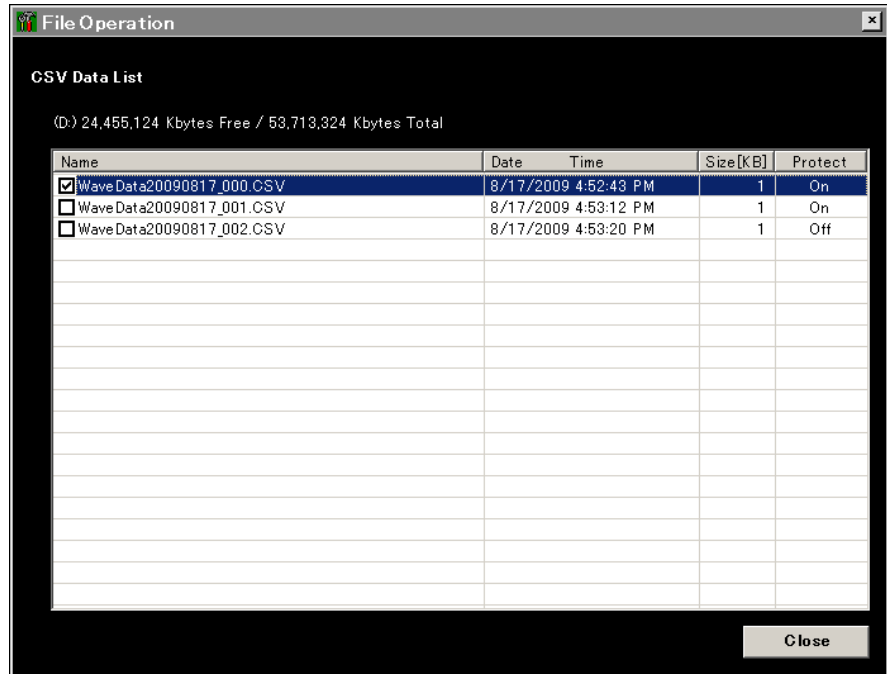 File Operation
CSV Data List
(D:) 24,455,124 Kbytes Free / 53,713,324 Kbytes Total
Name Date Time Size[KB] Protect
WaveData20090817_000.CSV 8/17/2009 4:52:43 PM 1 On
WaveData20090817_001.CSV 8/17/2009 4:53:12 PM 1 On
WaveData20090817_002.CSV 8/17/2009 4:53:20 PM 1 Off
Close